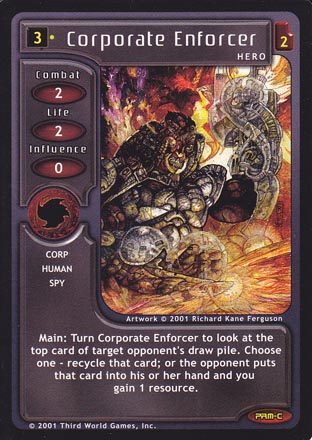 3 • Corporate Enforcer 2
HERO
Combat
2
Life
2
Influence
0
CORP
HUMAN
SPY
Artwork © 2001 Richard Kane Ferguson
Main: Turn Corporate Enforcer to look at the
top card of target opponent's draw pile. Choose
one - recycle that card; or the opponent puts
that card into his or her hand and you
gain 1 resource.
© 2001 Third World Games, Inc.
PRM-C